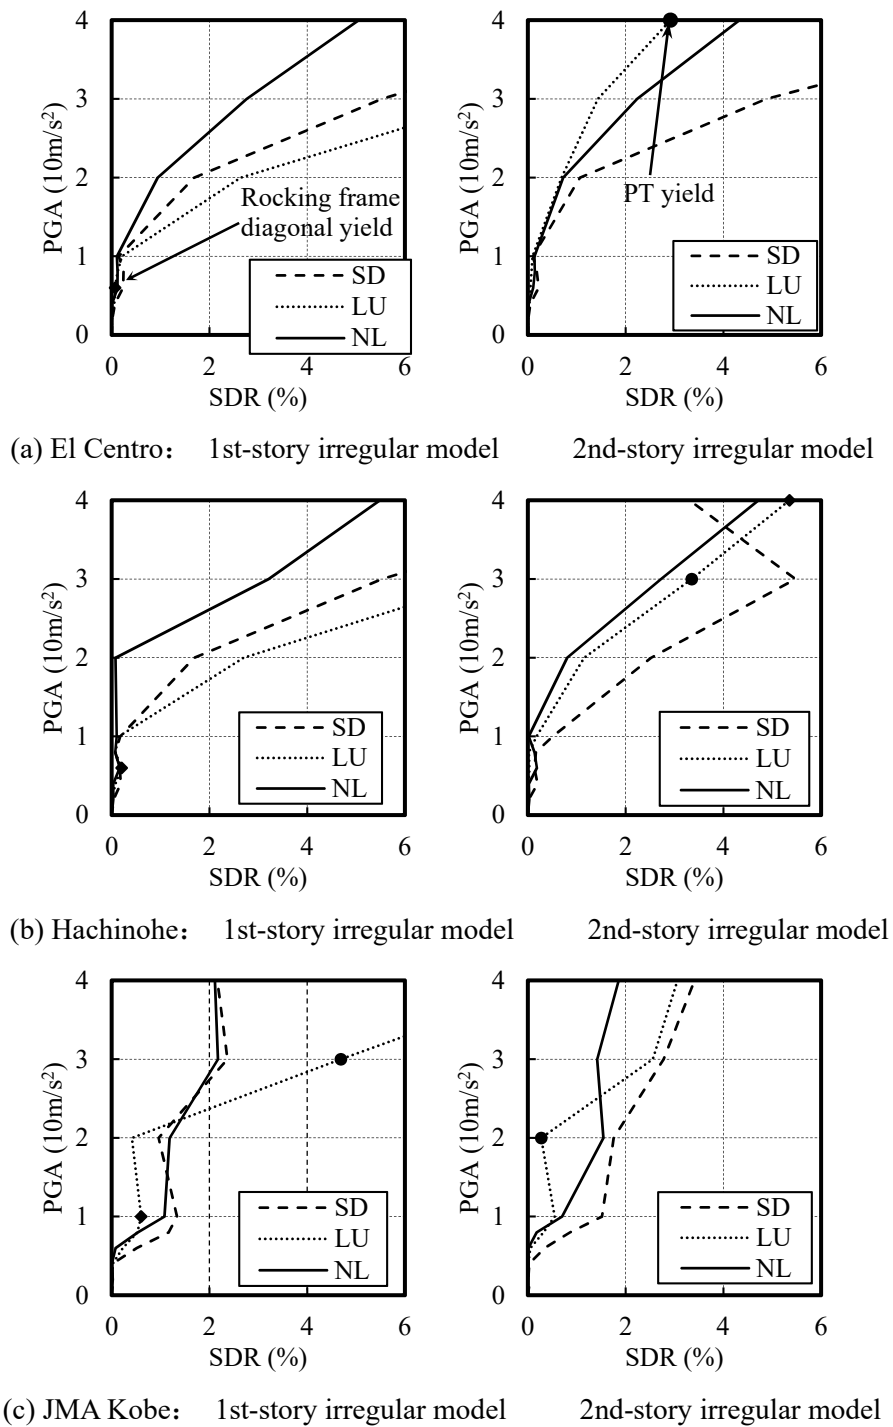 4
3
2
1
0
PGA (10m/s²)
Rocking frame
diagonal yield
SD
LU
NL
0 2 4 6
SDR (%)
4
3
2
1
0
PGA (10m/s²)
PT yield
SD
LU
NL
0 2 4 6
SDR (%)
(a) El Centro： 1st-story irregular model 2nd-story irregular model
4
3
2
1
0
PGA (10m/s²)
SD
LU
NL
0 2 4 6
SDR (%)
4
3
2
1
0
PGA (10m/s²)
SD
LU
NL
0 2 4 6
SDR (%)
(b) Hachinohe： 1st-story irregular model 2nd-story irregular model
4
3
2
1
0
PGA (10m/s²)
SD
LU
NL
0 2 4 6
SDR (%)
4
3
2
1
0
PGA (10m/s²)
SD
LU
NL
0 2 4 6
SDR (%)
(c) JMA Kobe： 1st-story irregular model 2nd-story irregular model